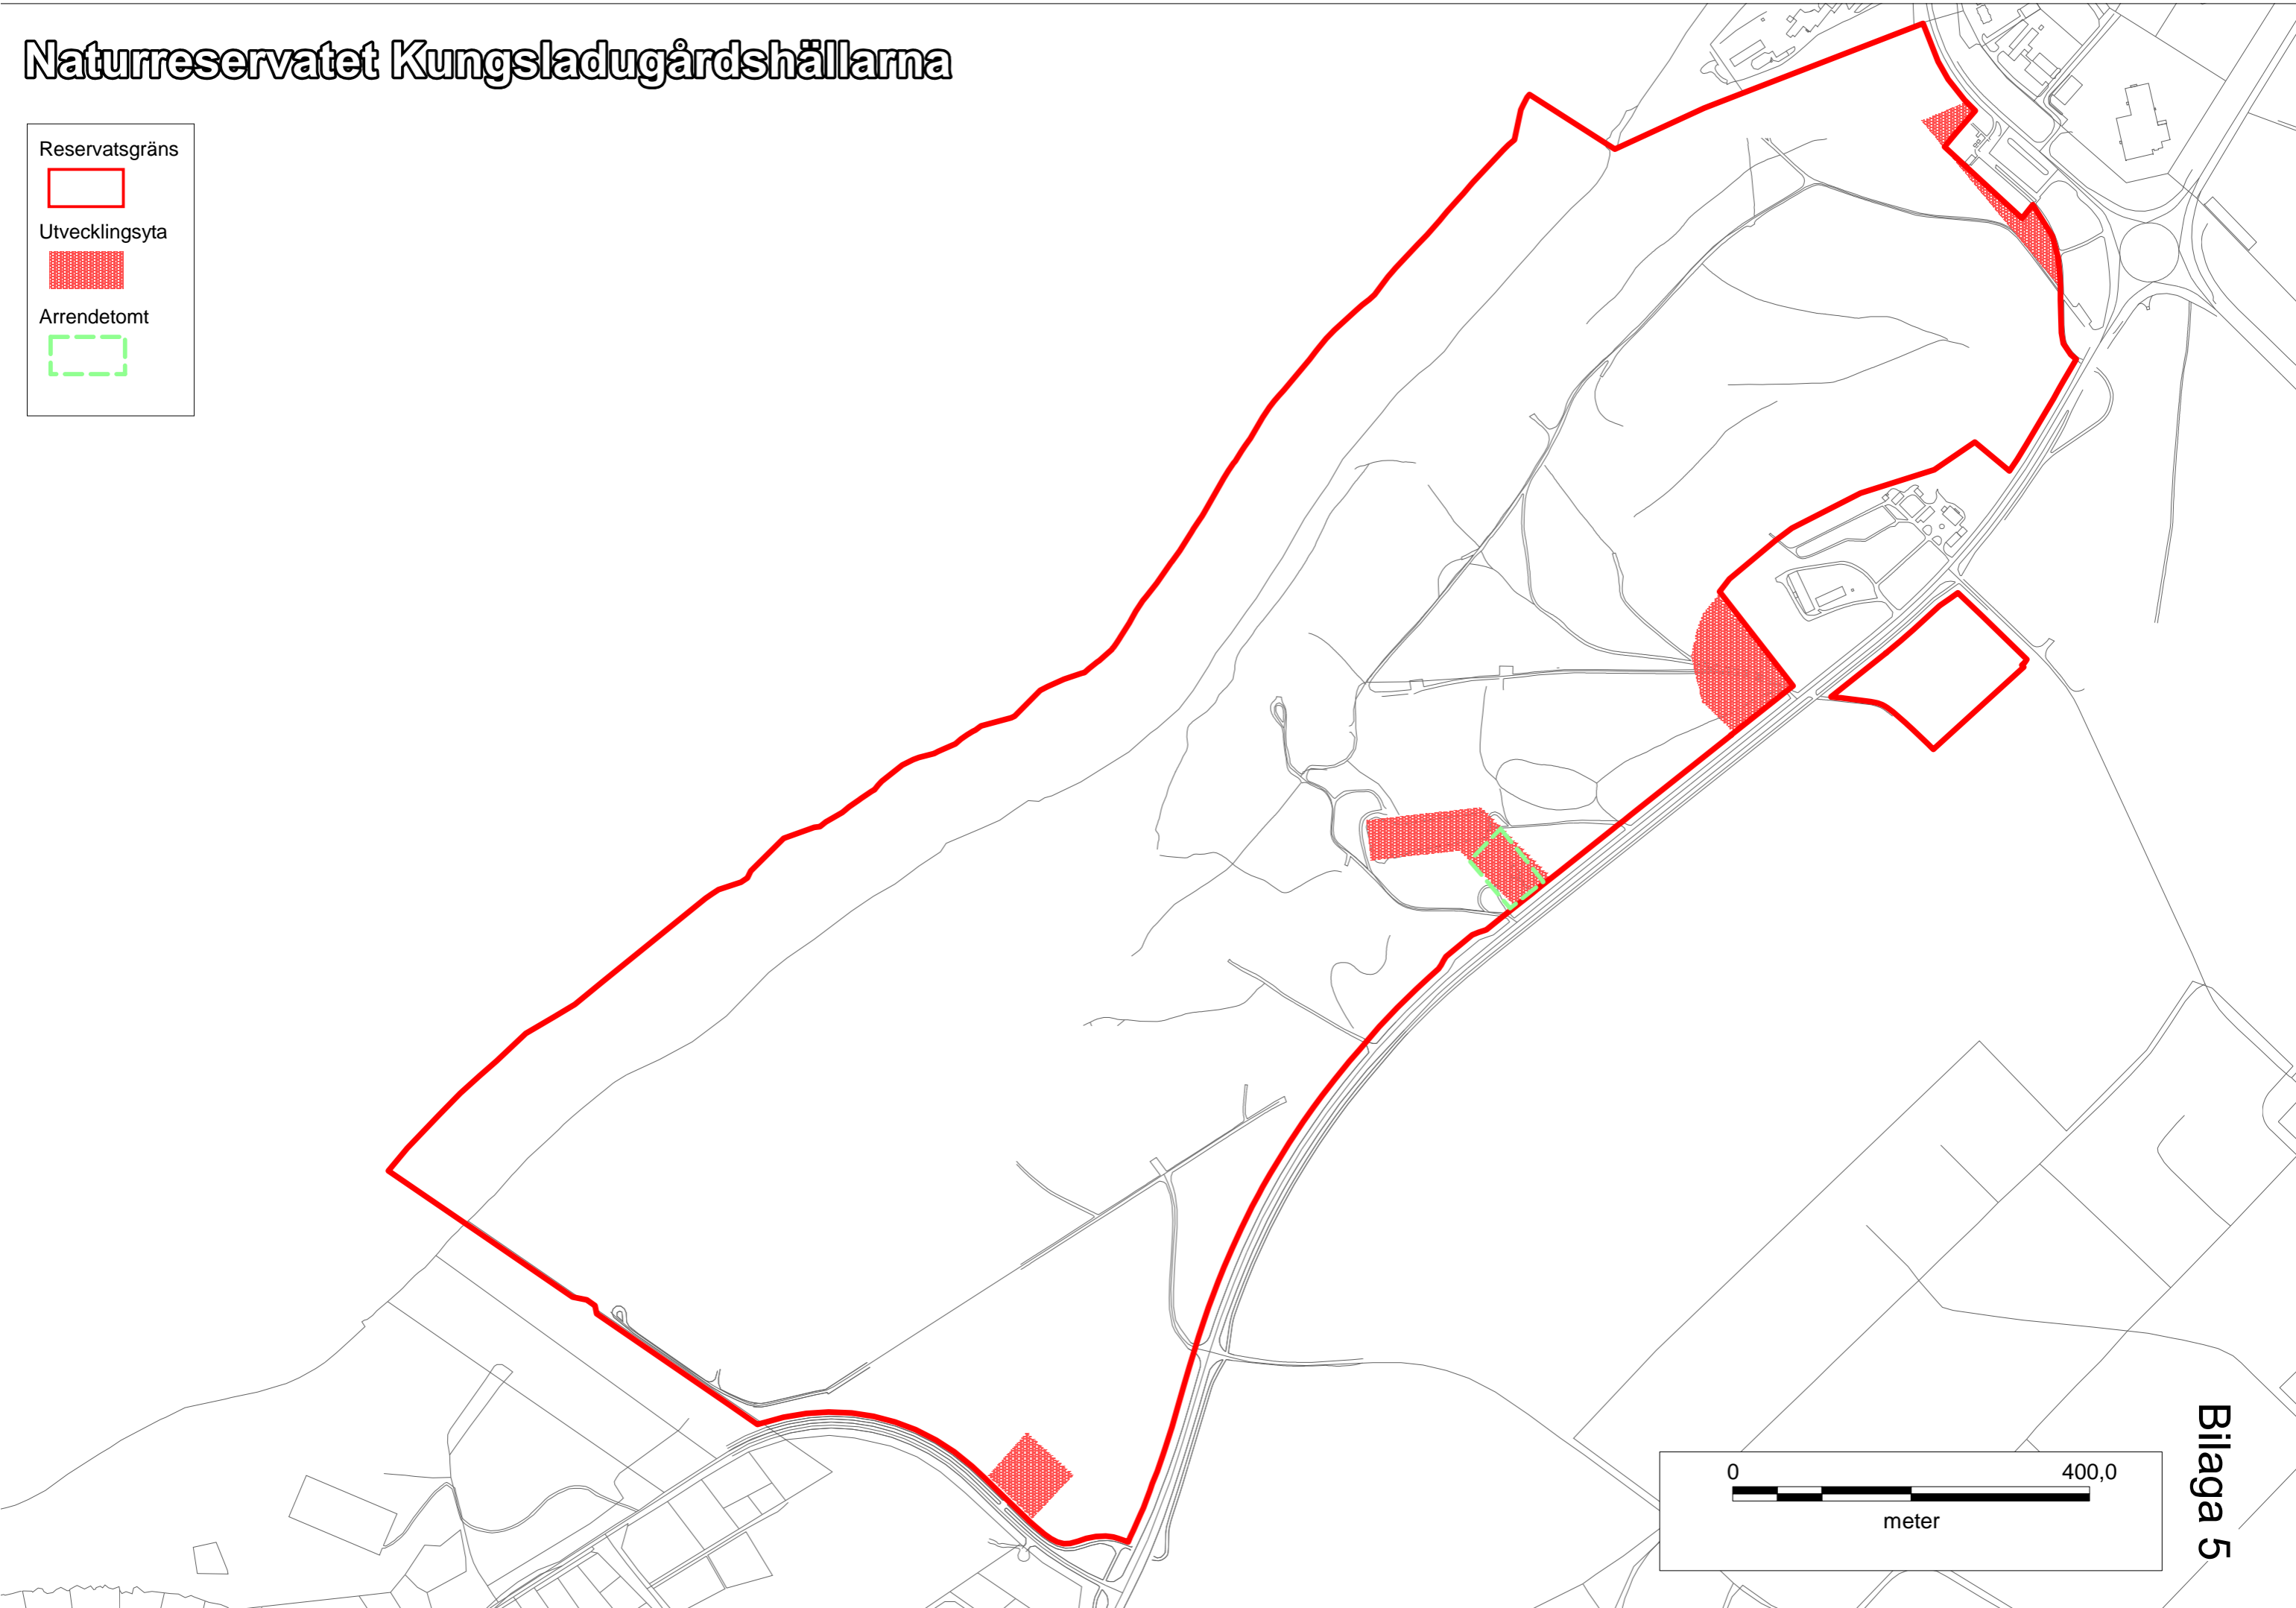 Naturreservatet Kungsladugårdshällarna
Reservatsgräns
Utvecklingsyta
Arrendetomt
0 400,0
meter
Bilaga 5